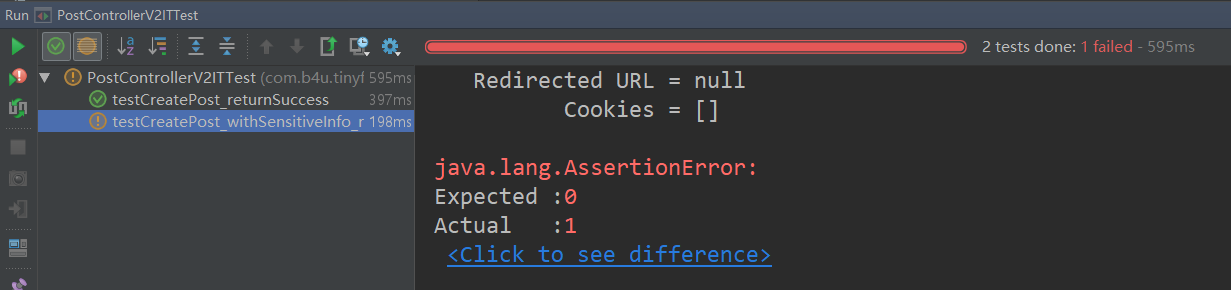 Run PostControllerV2ITTest
2 tests done: 1 failed - 595ms
PostControllerV2ITTest (com.b4u.tinyf 595ms
testCreatePost_returnSuccess 397ms
testCreatePost_withSensitiveInfo_r 198ms
Redirected URL = null
Cookies = []
java.lang.AssertionError:
Expected :0
Actual :1
<Click to see difference>